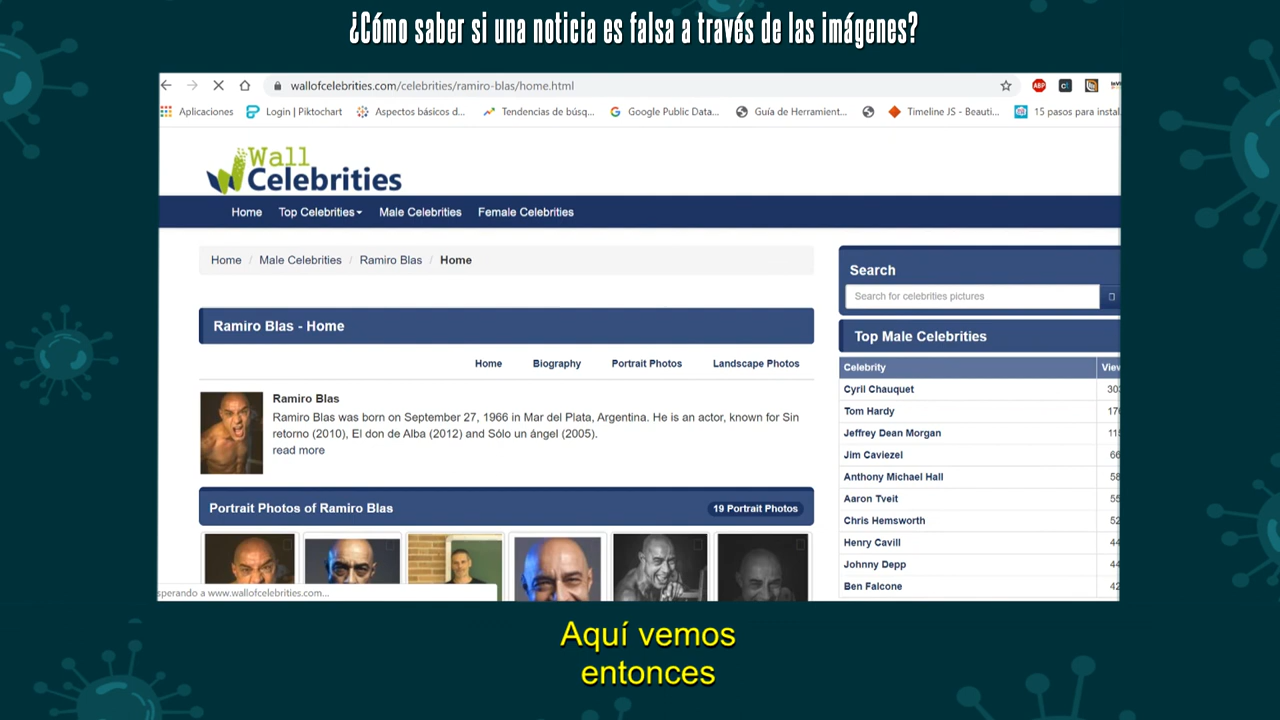 ¿Cómo saber si una noticia es falsa a través de las imágenes?
wallofcelebrities.com/celebrities/ramiro-blas/home.html
ABP
Aplicaciones
Login | Piktochart
Aspectos básicos d...
Tendencias de búsq...
Google Public Data...
Guía de Herramient...
Timeline JS - Beauti...
15 pasos para instal
Wall
Celebrities
Home
Top Celebrities
Male Celebrities
Female Celebrities
Home / Male Celebrities / Ramiro Blas / Home
Ramiro Blas - Home
Home
Biography
Portrait Photos
Landscape Photos
Ramiro Blas
Ramiro Blas was born on September 27, 1966 in Mar del Plata, Argentina. He is an actor, known for Sin
retorno (2010), El don de Alba (2012) and Sólo un ángel (2005).
read more
Portrait Photos of Ramiro Blas
19 Portrait Photos
sperando a www.wallofcelebrities.com...
Search
Search for celebrities pictures
Top Male Celebrities
Celebrity View
Cyril Chauquet
Tom Hardy
Jeffrey Dean Morgan
Jim Caviezel
Anthony Michael Hall
Aaron Tveit
Chris Hemsworth
Henry Cavill
Johnny Depp
Ben Falcone
Aquí vemos
entonces